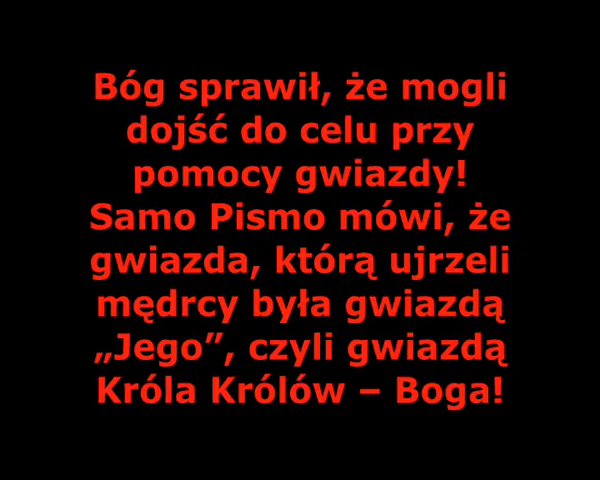 Bóg sprawił, że mogli
dojść do celu przy
pomocy gwiazdy!
Samo Pismo mówi, że
gwiazda, którą ujrzeli
mędrcy była gwiazdą
„Jego”, czyli gwiazdą
Króla Królów – Boga!